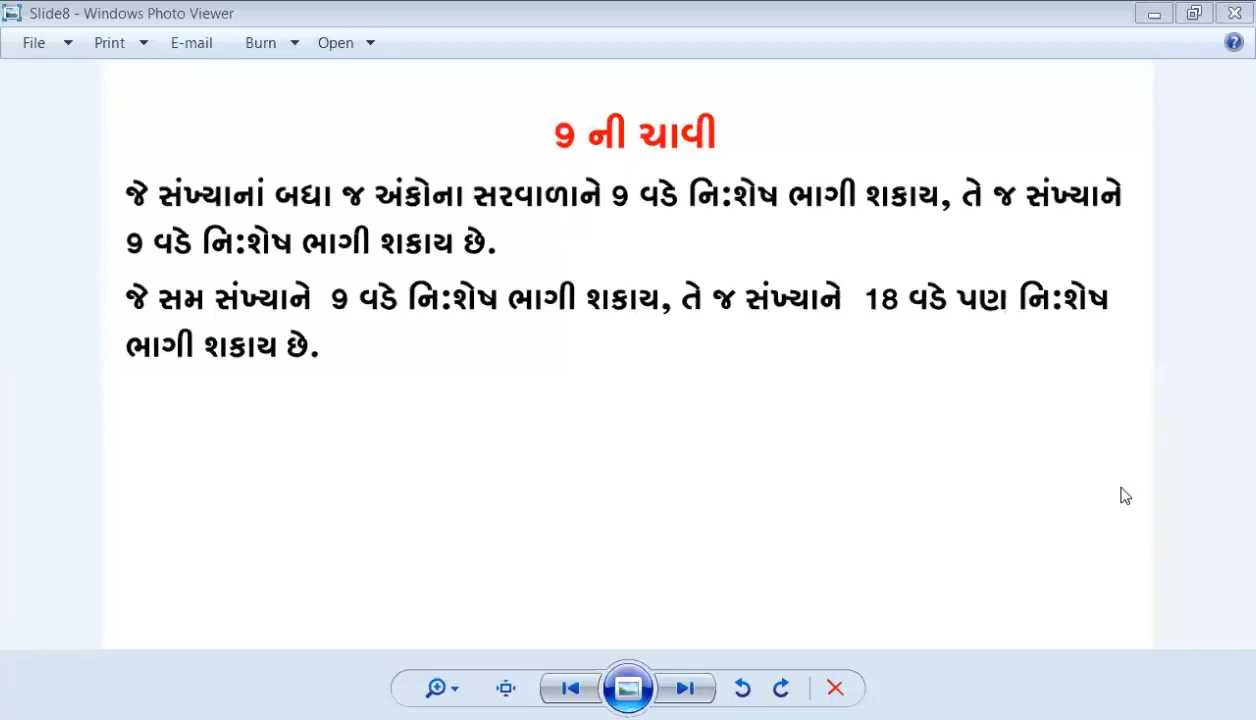 Slide8 - Windows Photo Viewer
File Print E-mail Burn Open
9 ની ચાવી
જે સંખ્યાનાં બધા જ અંકોના સરવાળાને 9 વડે નિ:શેષ ભાગી શકાય, તે જ સંખ્યાને
9 વડે નિ:શેષ ભાગી શકાય છે.
જે સમ સંખ્યાને 9 વડે નિ:શેષ ભાગી શકાય, તે જ સંખ્યાને 18 વડે પણ નિ:શેષ
ભાગી શકાય છે.